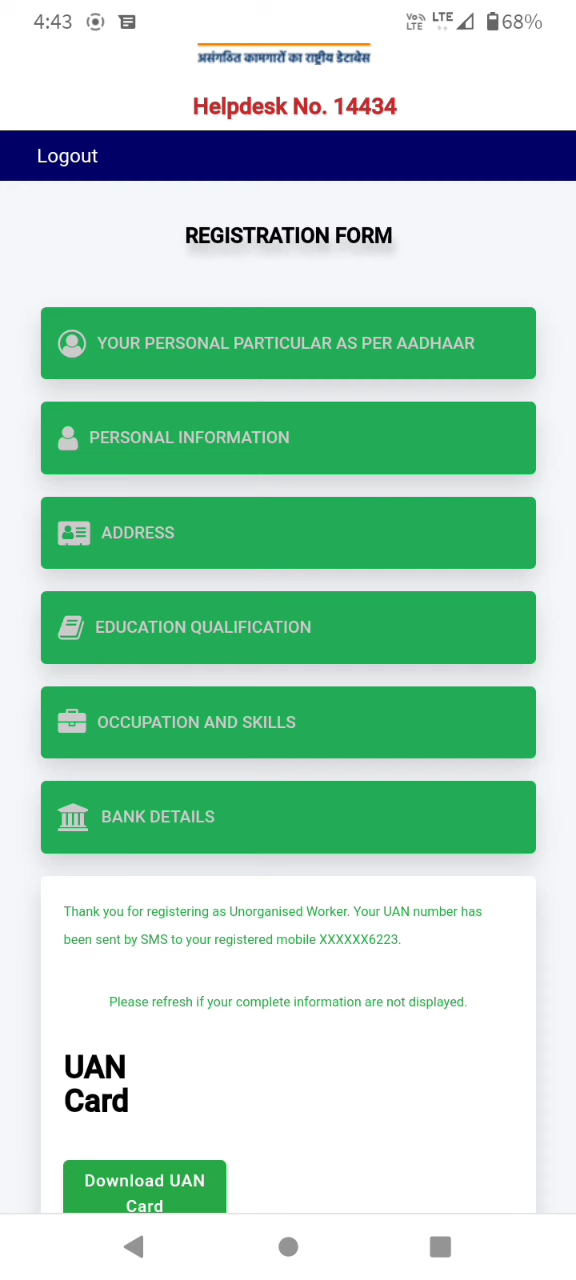 4:43
Vo)) LTE
LTE
68%
असंगठित कामगारों का राष्ट्रीय डेटाबेस
Helpdesk No. 14434
Logout
REGISTRATION FORM
YOUR PERSONAL PARTICULAR AS PER AADHAAR
PERSONAL INFORMATION
ADDRESS
EDUCATION QUALIFICATION
OCCUPATION AND SKILLS
BANK DETAILS
Thank you for registering as Unorganised Worker. Your UAN number has
been sent by SMS to your registered mobile XXXXXX6223.
Please refresh if your complete information are not displayed.
UAN
Card
Download UAN
Card